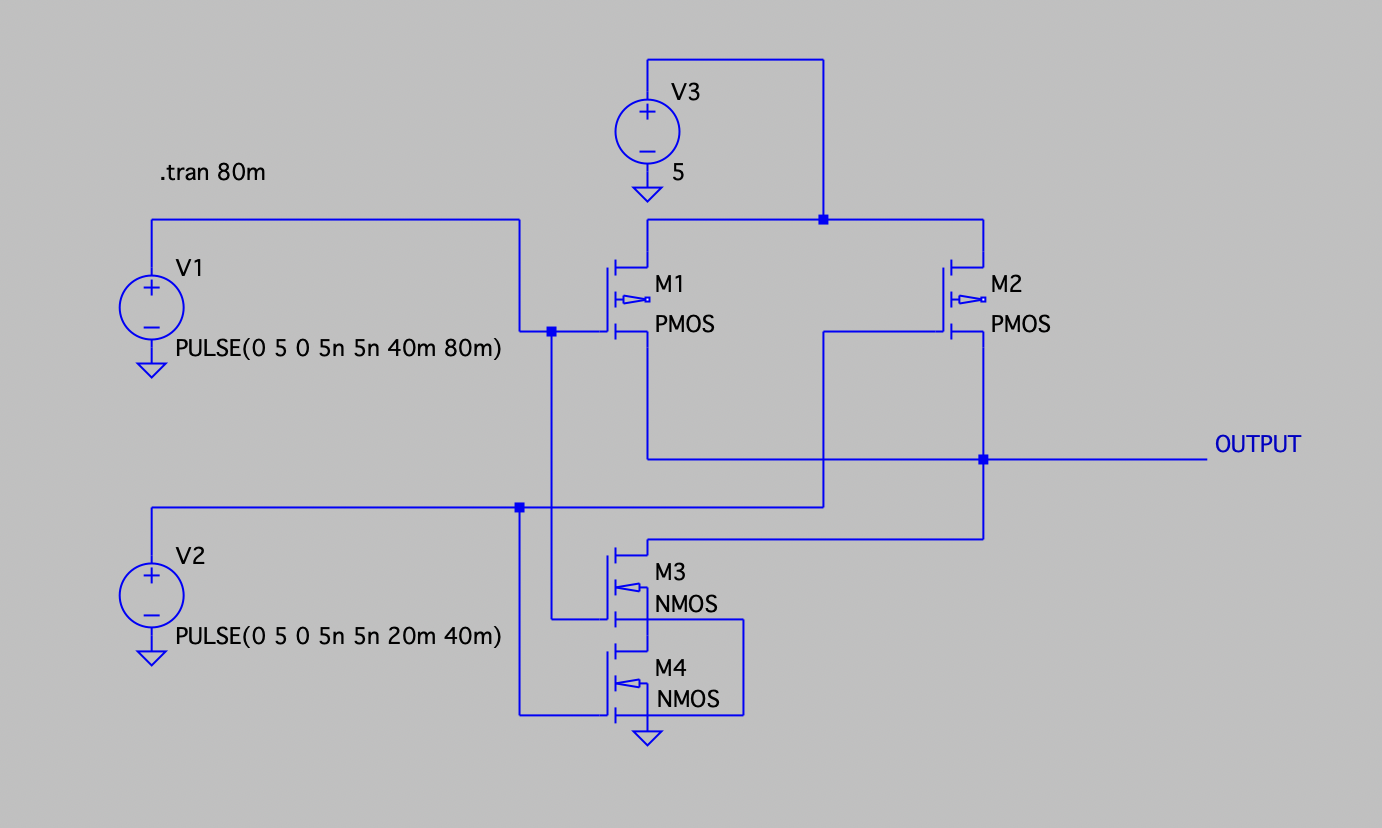 V3
5
.tran 80m
V1
PULSE(0 5 0 5n 5n 40m 80m)
M1
PMOS
M2
PMOS
OUTPUT
V2
PULSE(0 5 0 5n 5n 20m 40m)
M3
NMOS
M4
NMOS